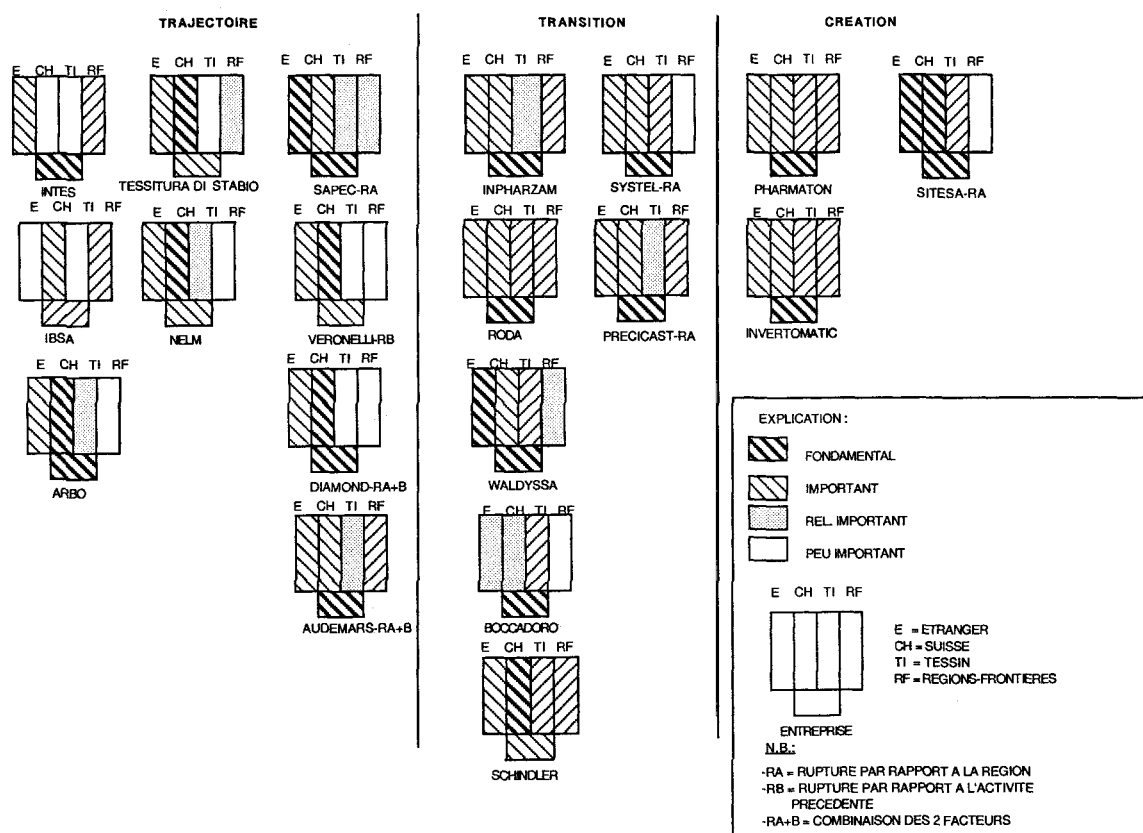 TRAJECTOIRE
TRANSITION
CREATION
E CH TI RF
INTES
E CH TI RF
TESSITURA DI STABIO
E CH TI RF
SAPEC-RA
E CH TI RF
INPHARZAM
E CH TI RF
SYSTEL-RA
E CH TI RF
PHARMATON
E CH TI RF
SITESA-RA
E CH TI RF
IBSA
E CH TI RF
NELM
E CH TI RF
VERONELLI-RB
E CH TI RF
RODA
E CH TI RF
PRECICAST-RA
E CH TI RF
INVERTOMATIC
E CH TI RF
ARBO
E CH TI RF
DIAMOND-RA+B
E CH TI RF
WALDYSSA
E CH TI RF
AUDEMARS-RA+B
E CH TI RF
BOCCADORO
E CH TI RF
SCHINDLER
EXPLICATION :
FONDAMENTAL
IMPORTANT
REL. IMPORTANT
PEU IMPORTANT
E CH TI RF
ENTREPRISE
E = ETRANGER
CH = SUISSE
TI = TESSIN
RF = REGIONS-FRONTIERES
N.B.:
-RA = RUPTURE PAR RAPPORT A LA REGION
-RB = RUPTURE PAR RAPPORT A L'ACTIVITE
PRECEDENTE
-RA+B = COMBINAISON DES 2 FACTEURS